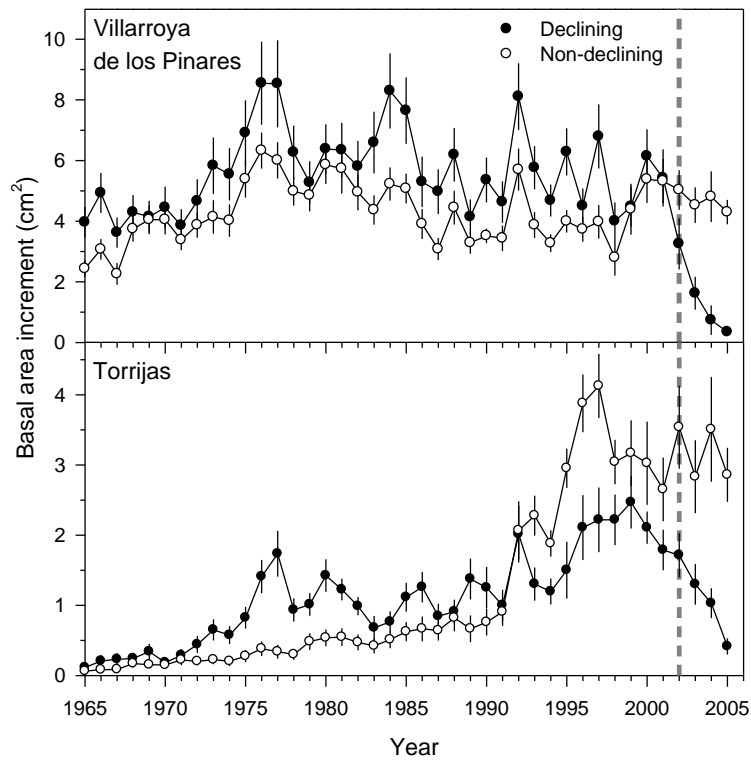 Villarroya
de los Pinares
Declining
Non-declining
10
8
6
4
2
0
Torrijas
4
3
2
1
0
Basal area increment (cm²)
1965 1970 1975 1980 1985 1990 1995 2000 2005
Year